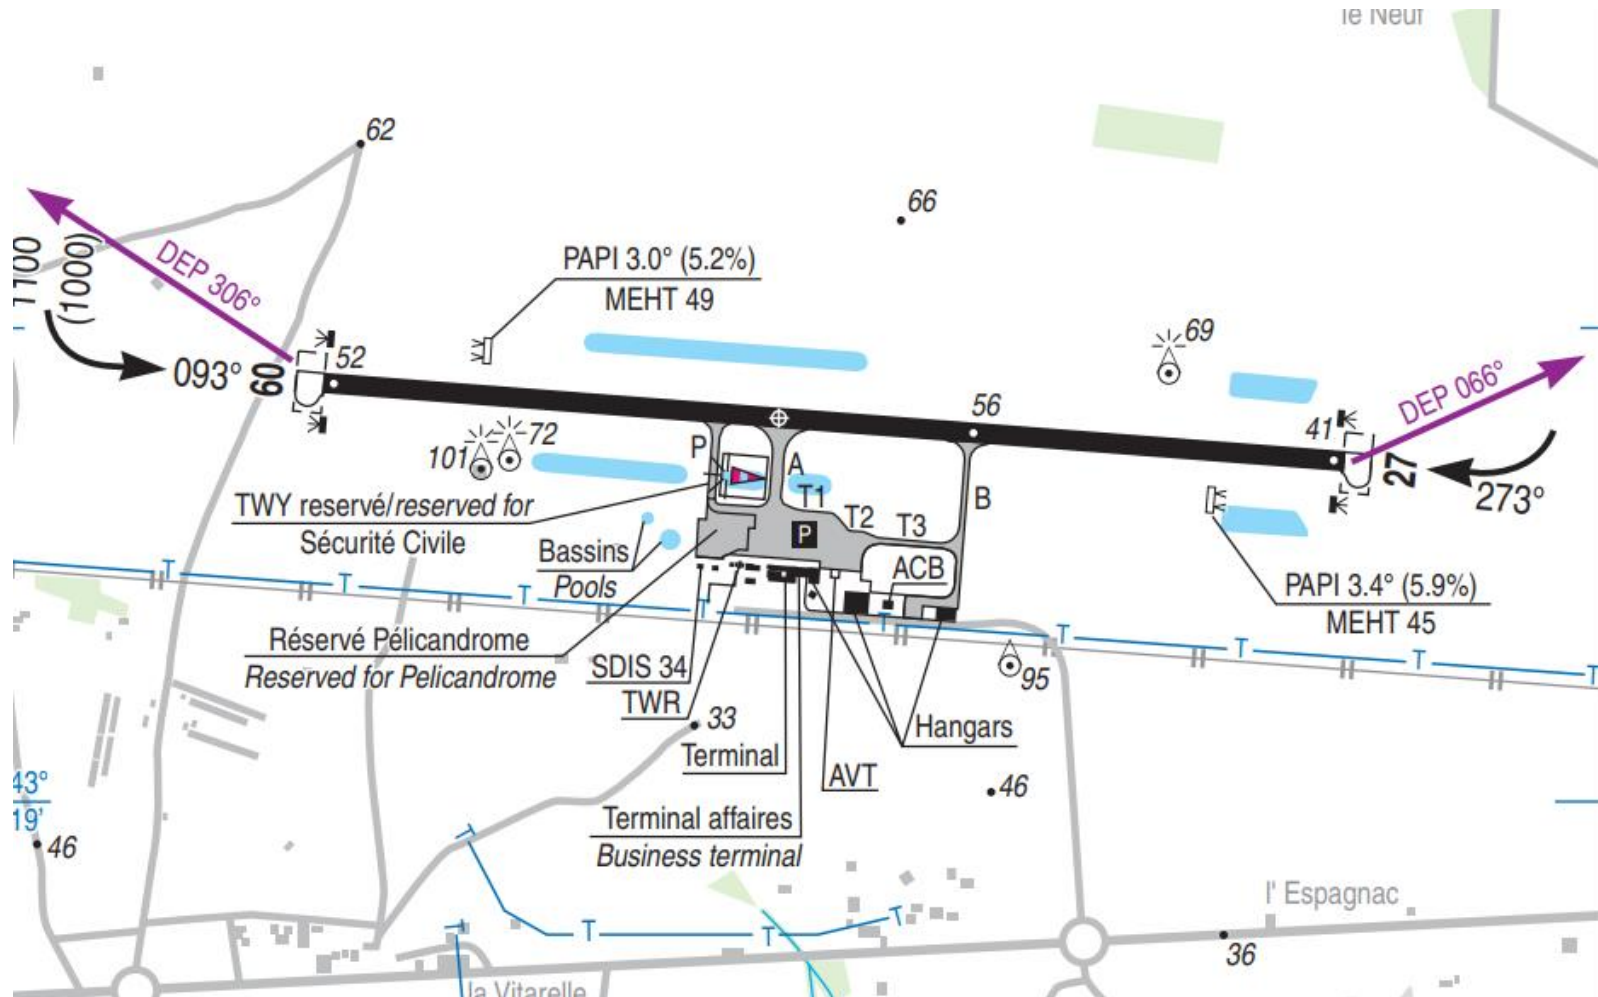 le Neuf
62
66
DEP 306°
1100
(1000)
PAPI 3.0° (5.2%)
MEHT 49
69
093°
09
52
56
41
DEP 066°
27
273°
101
72
P
A
T1
T2
T3
B
TWY reservé/reserved for
Sécurité Civile
P
Bassins
Pools
ACB
PAPI 3.4° (5.9%)
MEHT 45
T
T
T
T
T
T
T
T
T
Réservé Pélicandrome
Reserved for Pelicandrome
SDIS 34
TWR
95
33
Hangars
Terminal
AVT
43°
19'
46
46
Terminal affaires
Business terminal
T
T
T
T
T
l' Espagnac
36
la Vitarelle